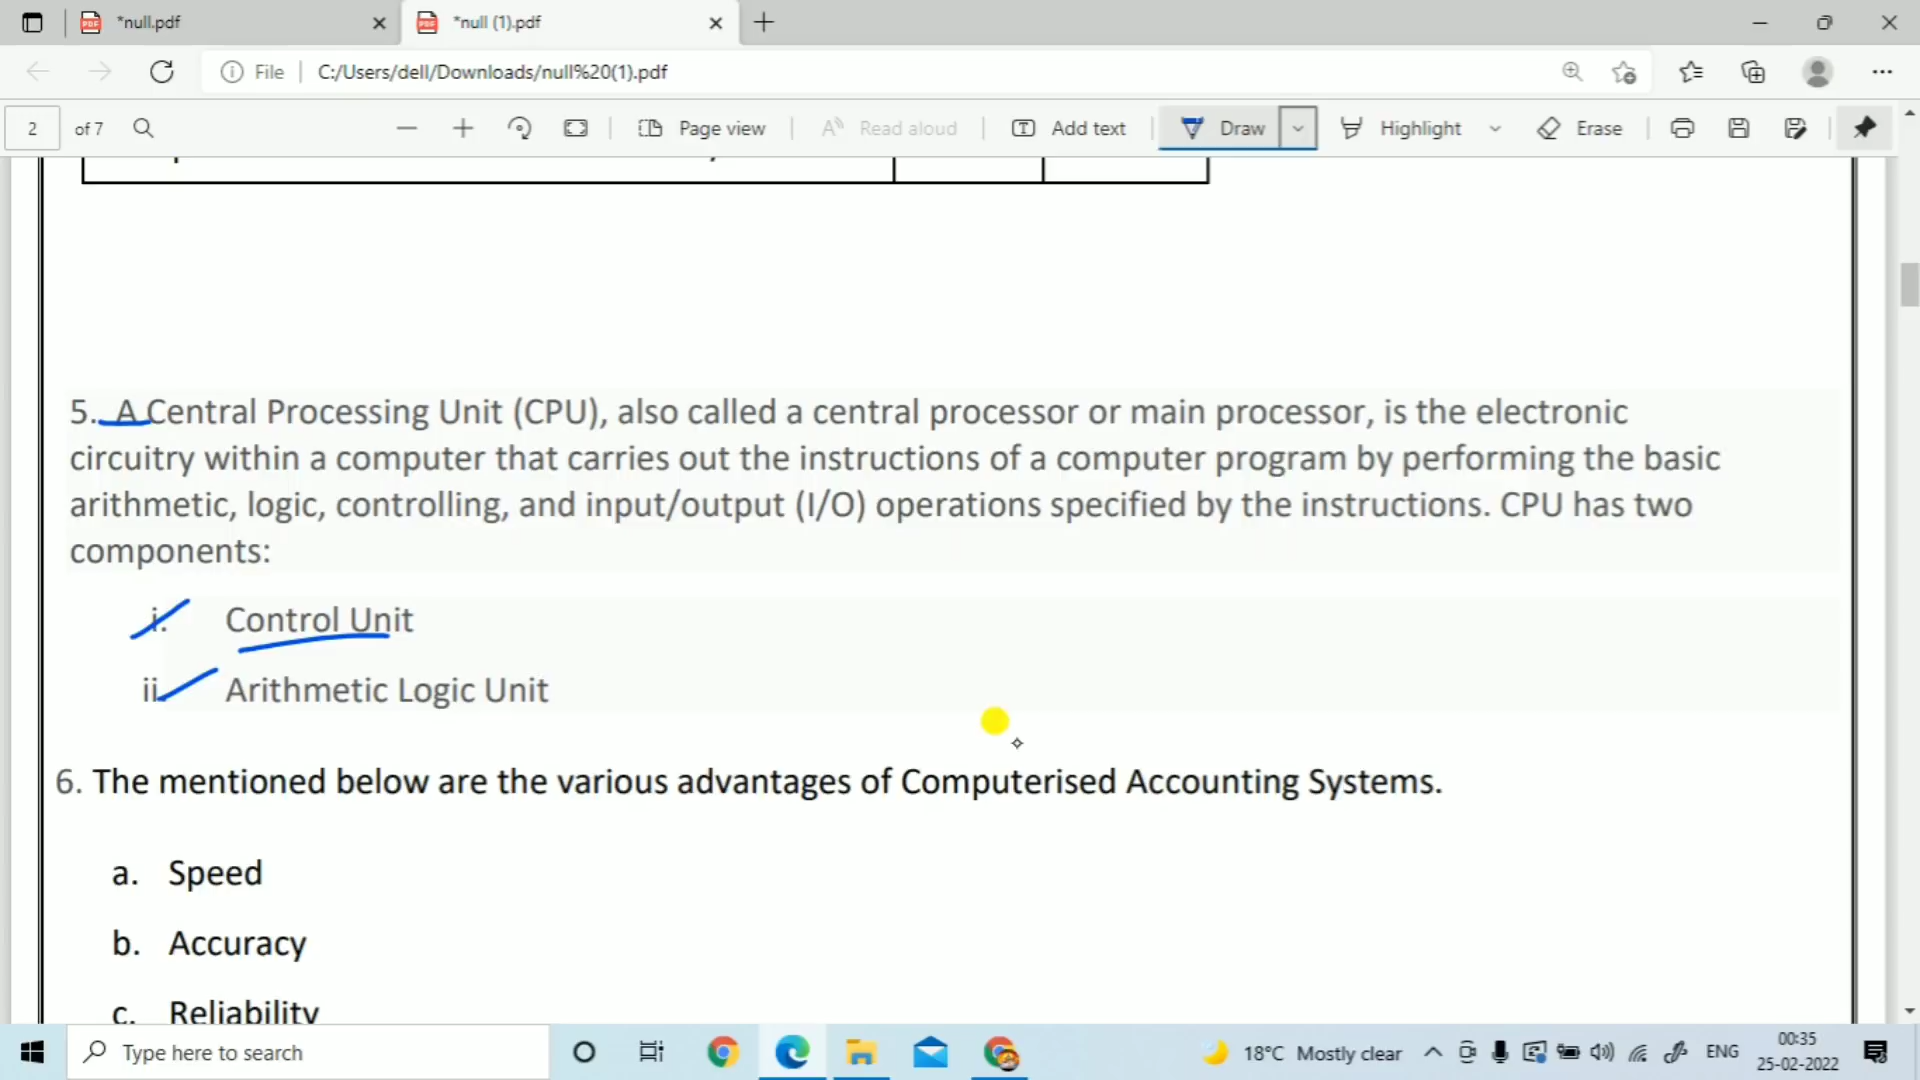 *null.pdf
*null (1).pdf
File
C:/Users/dell/Downloads/null%20(1).pdf
2 of 7
Page view
Read aloud
Add text
Draw
Highlight
Erase
5. A Central Processing Unit (CPU), also called a central processor or main processor, is the electronic
circuitry within a computer that carries out the instructions of a computer program by performing the basic
arithmetic, logic, controlling, and input/output (I/O) operations specified by the instructions. CPU has two
components:
i. Control Unit
ii. Arithmetic Logic Unit
6. The mentioned below are the various advantages of Computerised Accounting Systems.
a. Speed
b. Accuracy
c. Reliability
Type here to search
18°C Mostly clear
ENG
00:35
25-02-2022